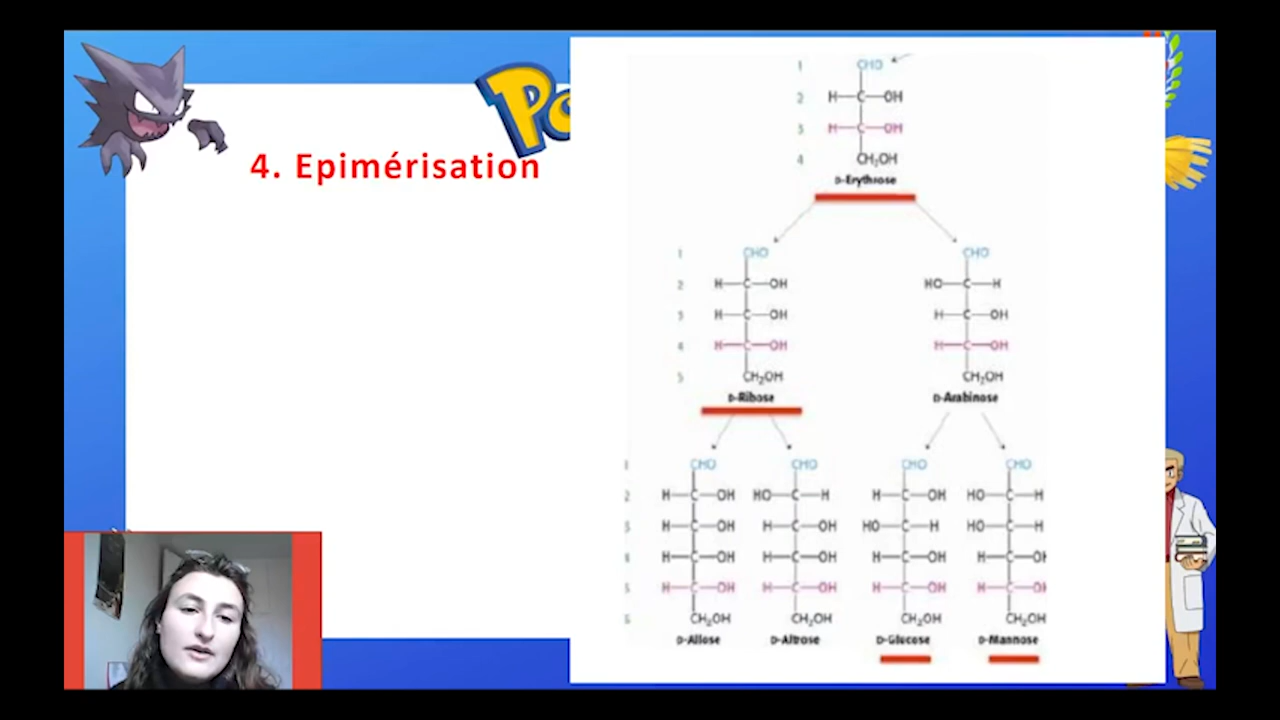 Po
4. Epimérisation
1 CHO
2 H—C—OH
3 H—C—OH
4 CH₂OH
D-Erythrose
1 CHO CHO
2 H—C—OH HO—C—H
3 H—C—OH H—C—OH
4 H—C—OH H—C—OH
5 CH₂OH CH₂OH
D-Ribose D-Arabinose
1 CHO CHO CHO CHO
2 H—C—OH HO—C—H H—C—OH HO—C—H
3 H—C—OH H—C—OH HO—C—H HO—C—H
4 H—C—OH H—C—OH H—C—OH H—C—OH
5 H—C—OH H—C—OH H—C—OH H—C—OH
6 CH₂OH CH₂OH CH₂OH CH₂OH
D-Allose D-Altrose D-Glucose D-Mannose